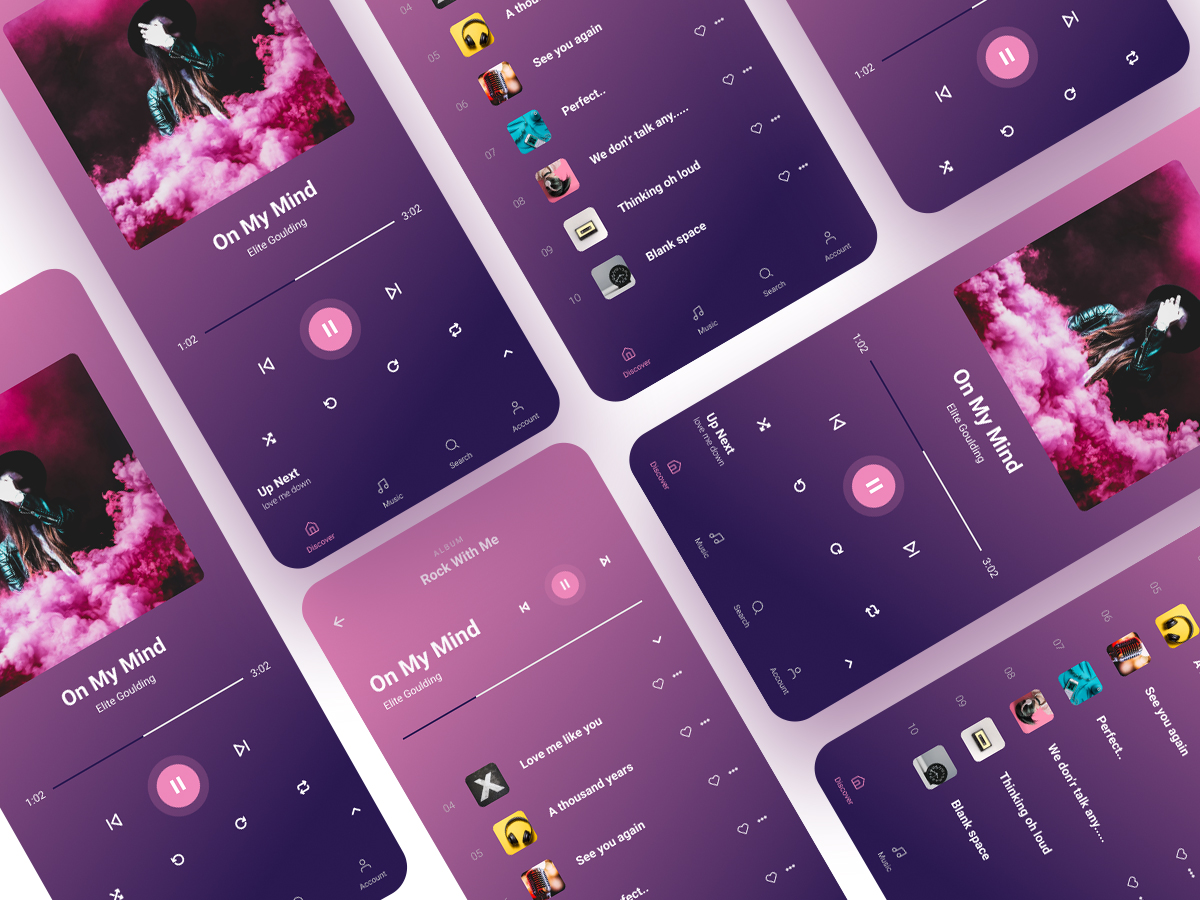 On My Mind
Elite Goulding
1:02
3:02
Up Next
love me down
Discover
Music
Search
Account
04
05
A thou
See you again
06
Perfect..
07
We don't talk any.....
08
Thinking oh loud
09
Blank space
10
Discover
Music
Search
Account
1:02
On My Mind
Elite Goulding
1:02
3:02
Account
ALBUM
Rock With Me
On My Mind
Elite Goulding
Love me like you
04
A thousand years
05
See you again
rfect..
On My Mind
Elite Goulding
1:02
3:02
Up Next
love me down
Discover
Music
Search
Account
05
06
See you again
07
Perfect..
08
We don't talk any.....
09
Thinking oh loud
10
Blank space
Discover
Music